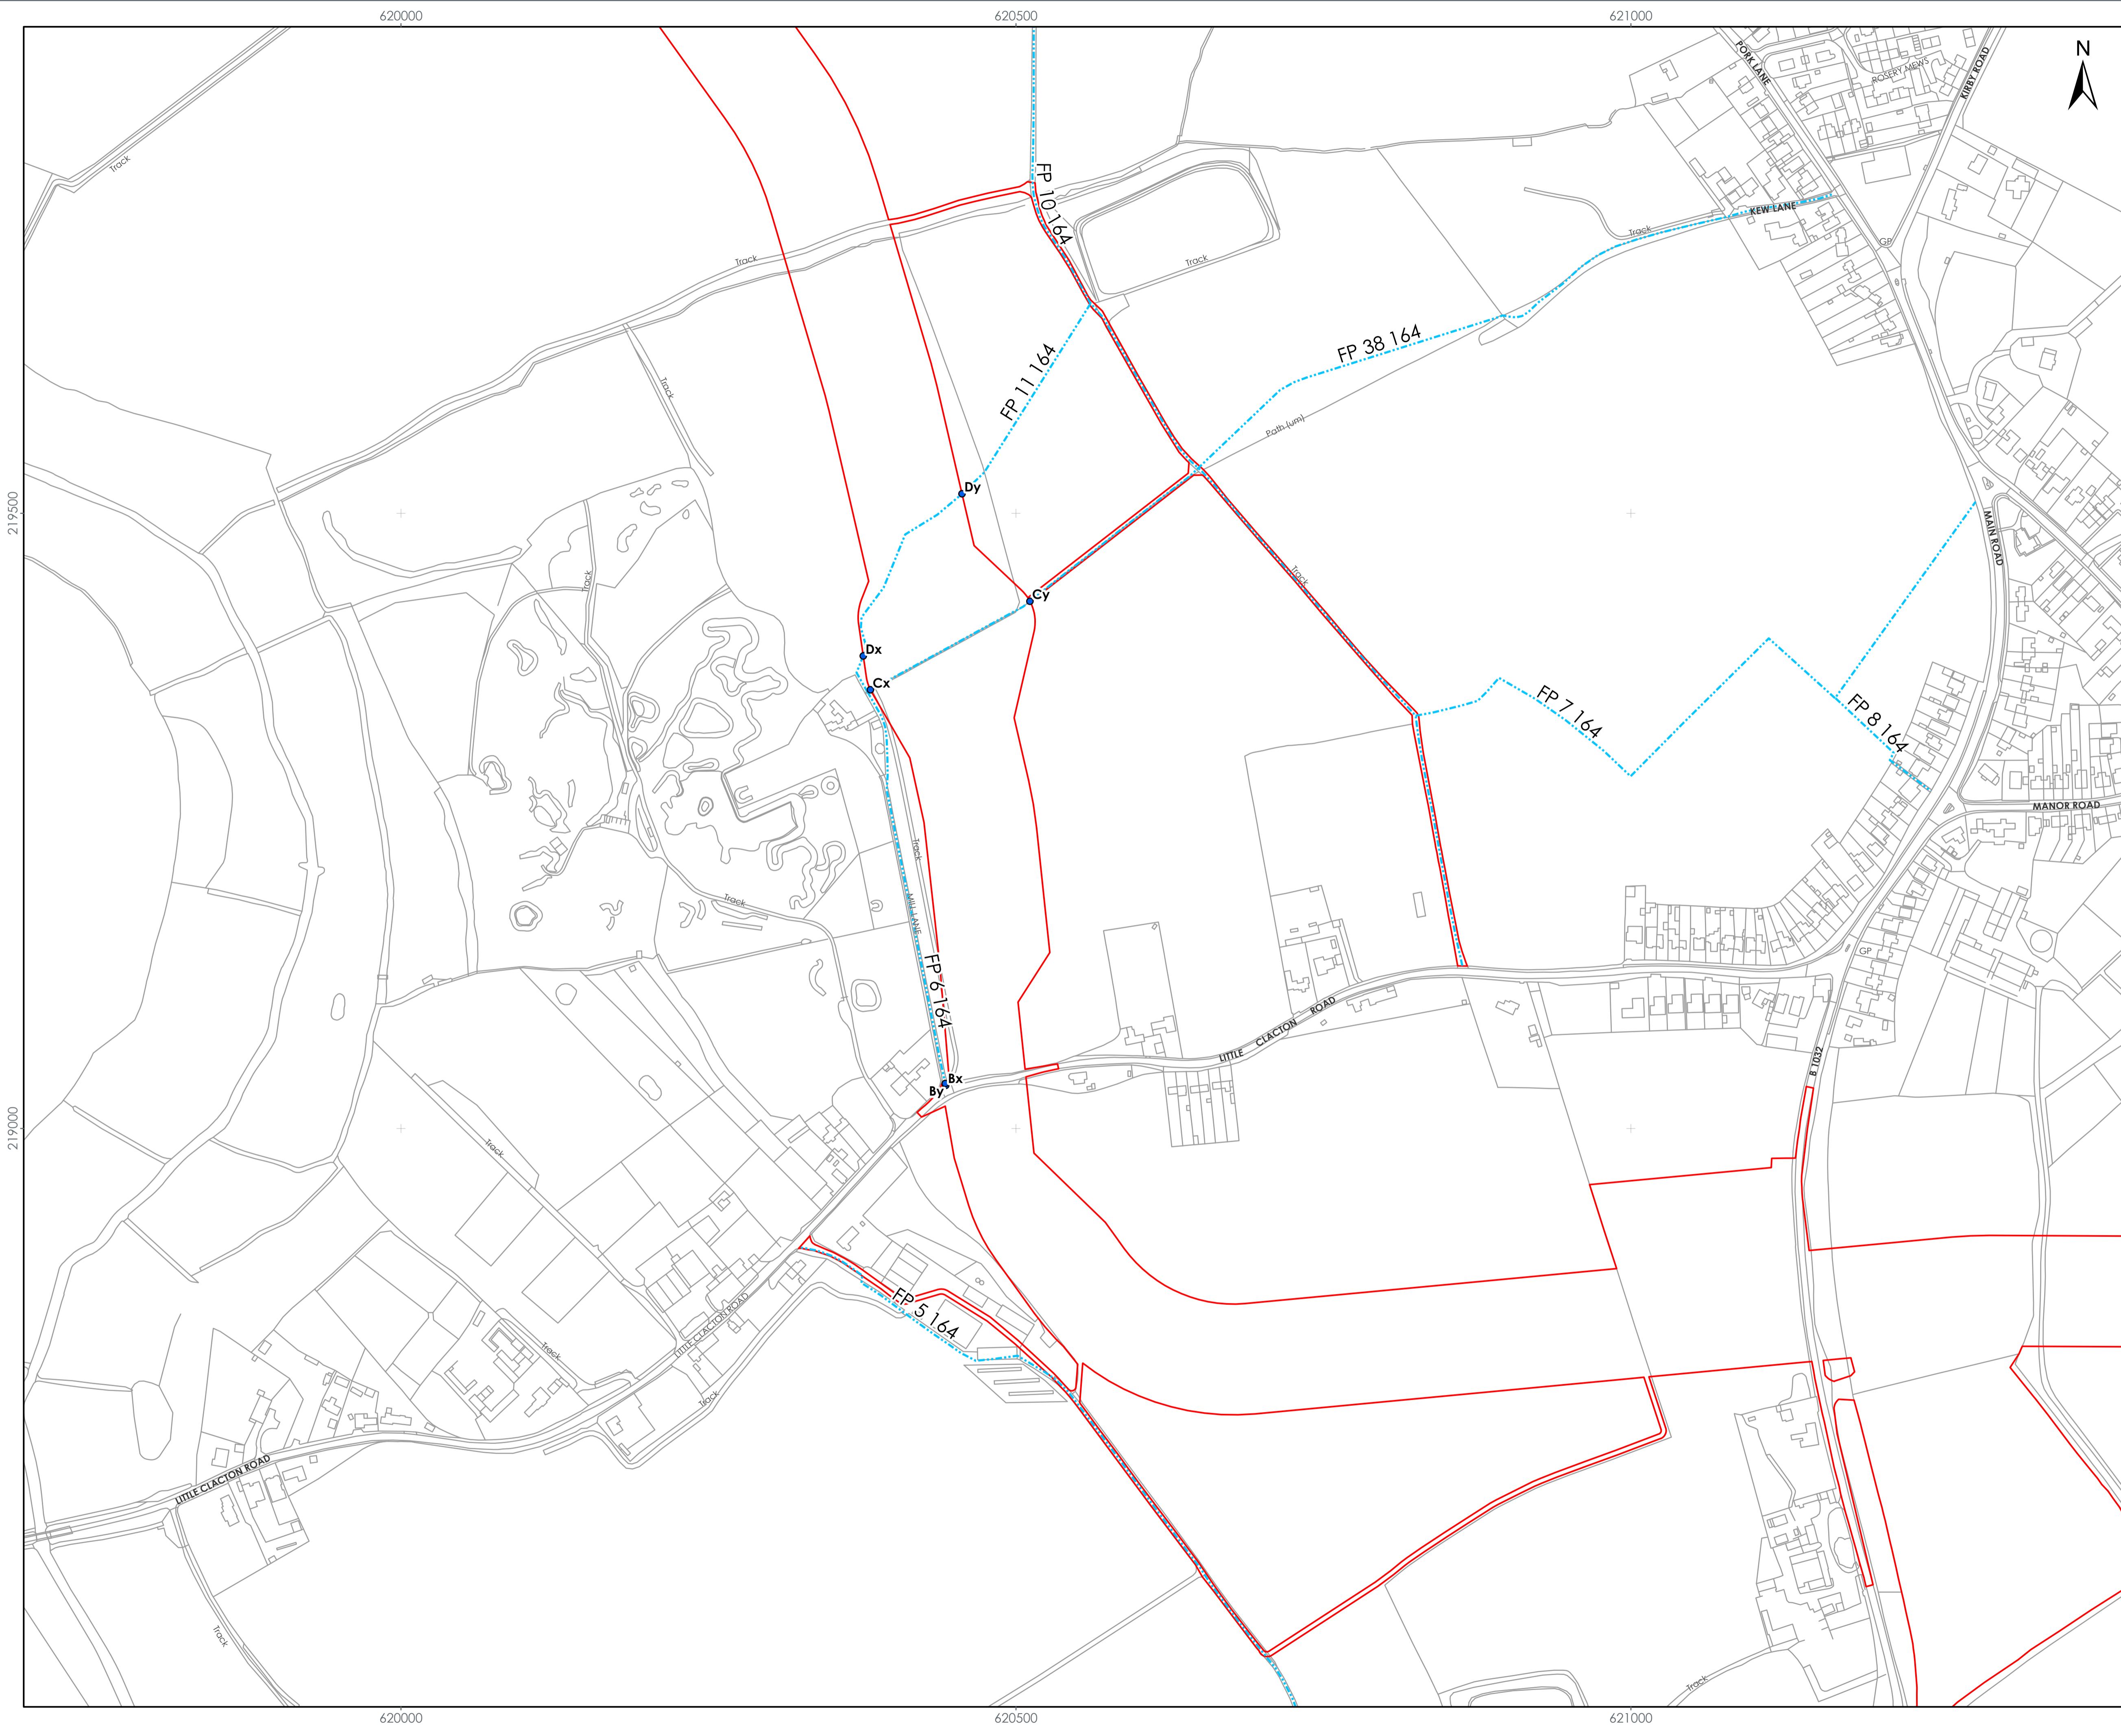 620000
620500
621000
N
PORK LANE
ROSERY MEWS
KIRBY ROAD
Track
FP 10 164
KEW LANE
Track
GP
Track
Track
FP 38 164
FP 11 164
Track
Path (um)
219500
Dy
MAIN ROAD
Track
Track
Cy
Dx
Cx
FP 7 164
FP 8 164
MANOR ROAD
Track
Track
MILL LANE
GP
FP 6 164
LITTLE CLACTON ROAD
B 1032
Bx
By
219000
Track
FP 5 164
LITTLE CLACTON ROAD
Track
Track
LITTLE CLACTON ROAD
Track
Track
620000
620500
621000